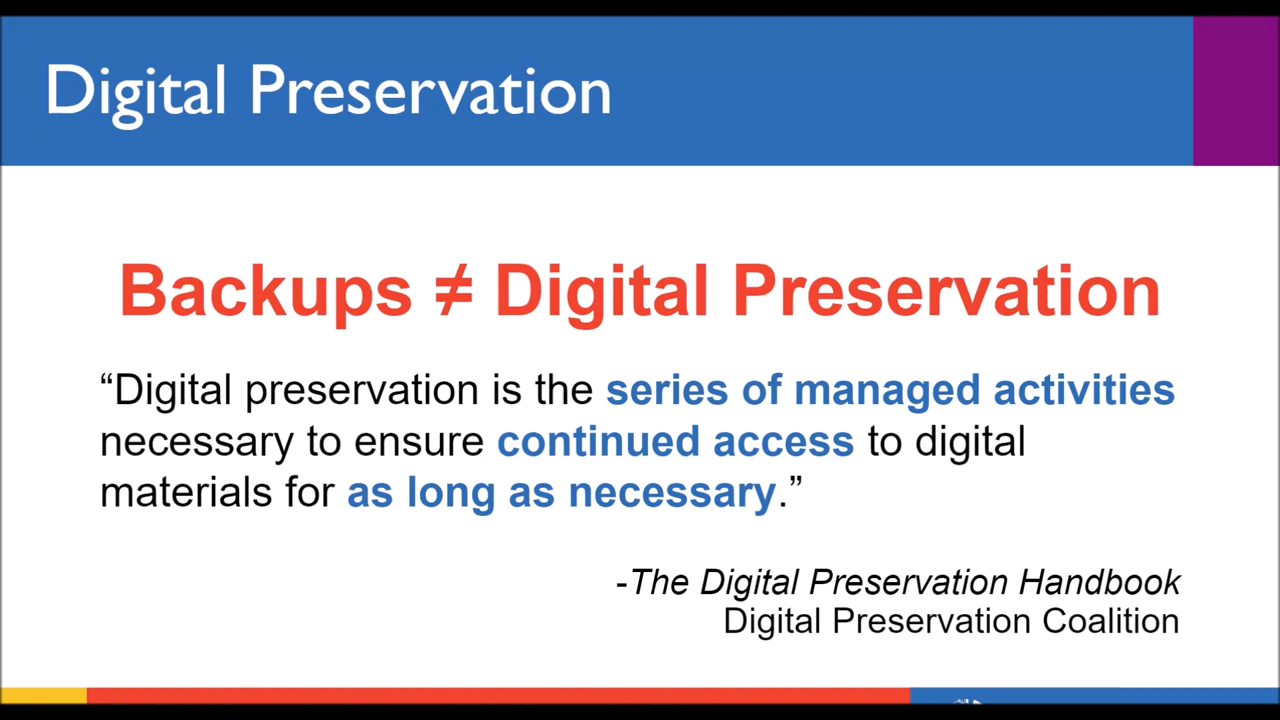 Digital Preservation
Backups ≠ Digital Preservation
“Digital preservation is the series of managed activities
necessary to ensure continued access to digital
materials for as long as necessary.”
-The Digital Preservation Handbook
Digital Preservation Coalition